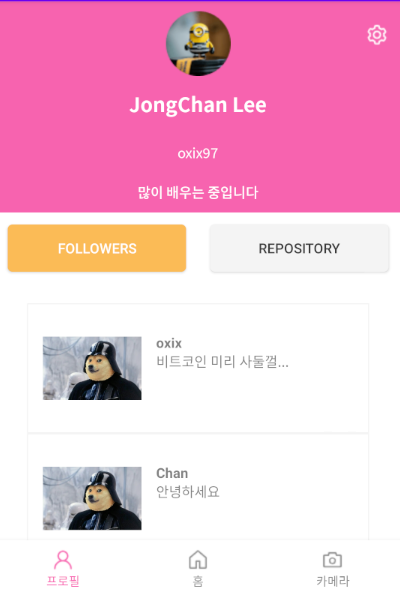 JongChan Lee
oxix97
많이 배우는 중입니다
FOLLOWERS
REPOSITORY
oxix
비트코인 미리 사둘껄...
Chan
안녕하세요
프로필
홈
카메라